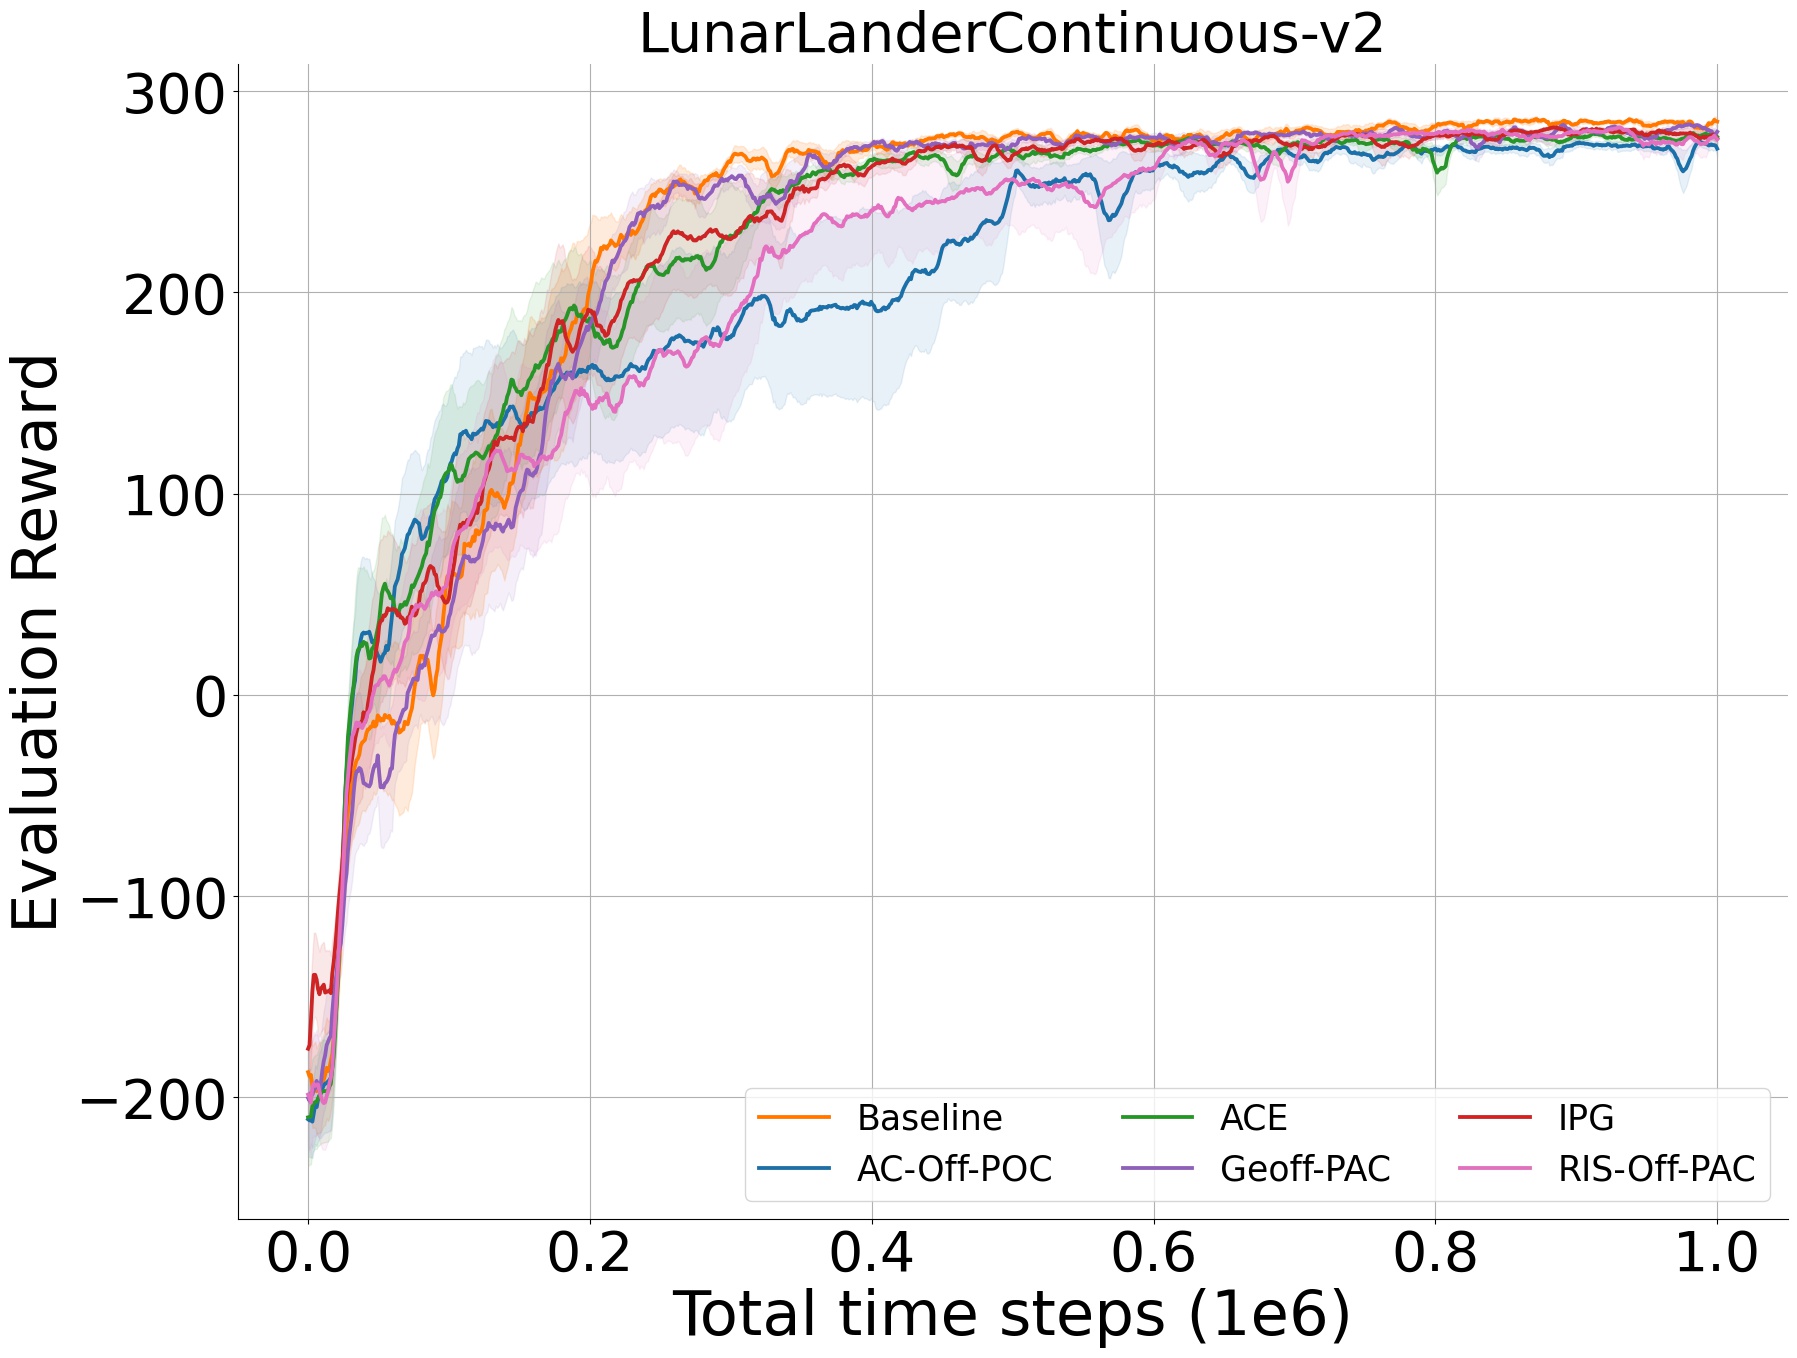 LunarLanderContinuous-v2
Evaluation Reward
300
200
100
0
−100
−200
Baseline
AC-Off-POC
ACE
Geoff-PAC
IPG
RIS-Off-PAC
0.0 0.2 0.4 0.6 0.8 1.0
Total time steps (1e6)